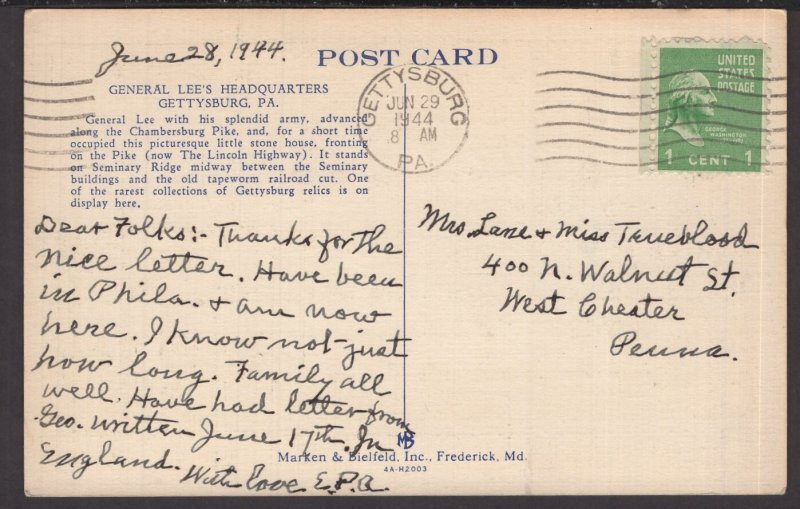 June 28, 1944.
POST CARD
GENERAL LEE'S HEADQUARTERS
GETTYSBURG, PA.
General Lee with his splendid army, advanced
along the Chambersburg Pike, and, for a short time
occupied this picturesque little stone house, fronting
on the Pike (now The Lincoln Highway). It stands
on Seminary Ridge midway between the Seminary
buildings and the old tapeworm railroad cut. One
of the rarest collections of Gettysburg relics is on
display here.
GETTYSBURG
JUN 29
1944
8 AM
PA.
UNITED
STATES
POSTAGE
GEORGE
WASHINGTON
1 CENT 1
Dear Folks:- Thanks for the
nice letter. Have been
in Phila. & am now
here. I know not just
how long. Family all
well. Have had letter from
Geo. written June 17th. In
England.
With love E.P.A.
Mrs. Lane & Miss Trueblood
400 N. Walnut St.
West Chester
Penna.
MB
Marken & Bielfeld, Inc., Frederick, Md.
4A-H2003